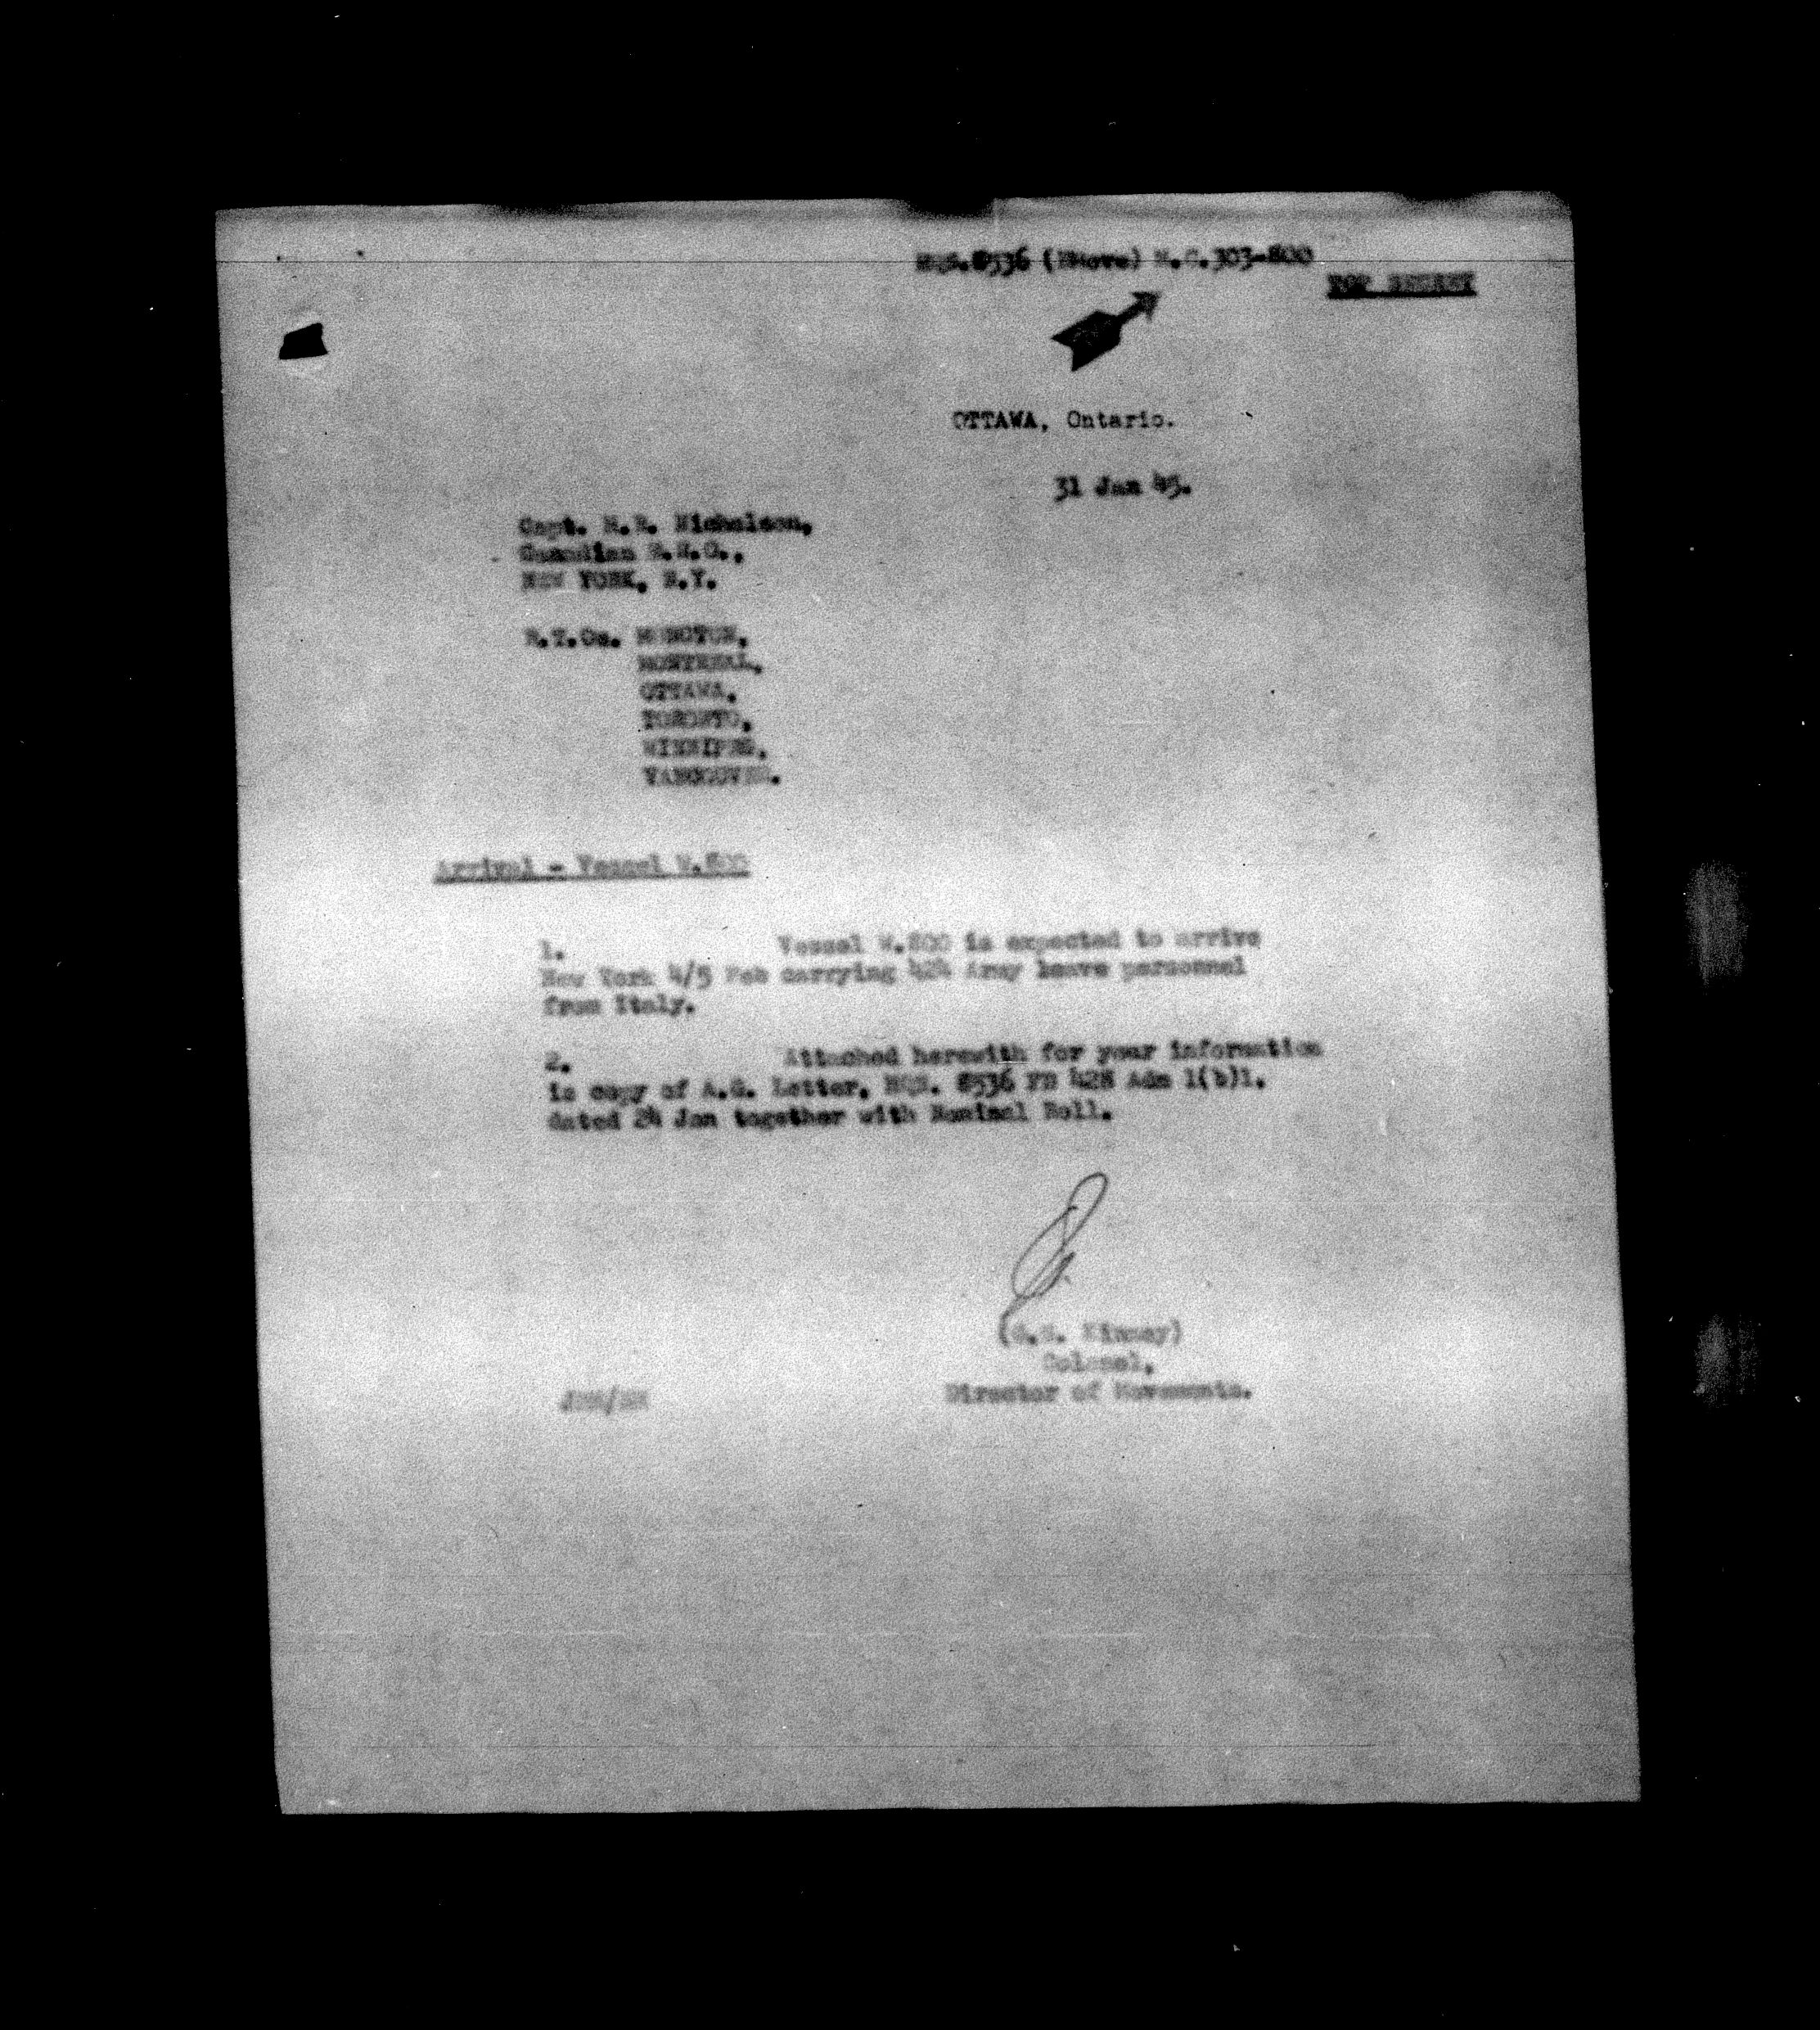 HQS.8536 (DMove) M.C.303-800
TOP SECRET
OTTAWA, Ontario.
31 Jan 45.
Capt. Nicholson,
Canadian
NEW YORK, N.Y.
R.T.Os. MONCTON,
MONTREAL,
OTTAWA,
TORONTO,
WINNIPEG,
VANCOUVER.
Arrival - Vessel W.800
1. Vessel W.800 is expected to arrive
New York 4/5 Feb carrying 424 Army leave personnel
from Italy.
2. Attached herewith for your information
is copy of A.G. Letter, HQS. 8536 FD 428 Adm 1(b)1,
dated 24 Jan together with Nominal Roll.
Colonel,
Director of Movements.